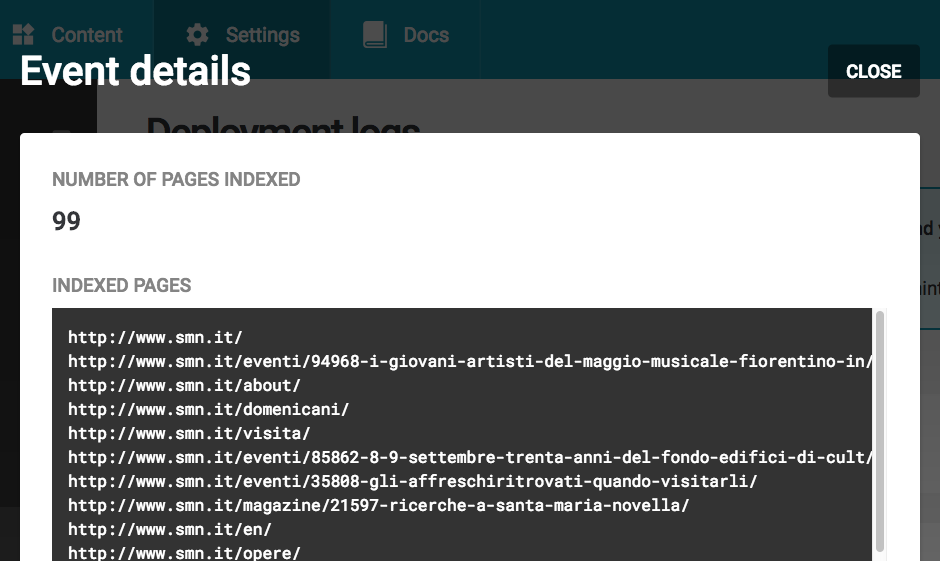 Content
Settings
Docs
Event details
CLOSE
Deployment logs
NUMBER OF PAGES INDEXED
99
INDEXED PAGES
http://www.smn.it/
http://www.smn.it/eventi/94968-i-giovani-artisti-del-maggio-musicale-fiorentino-in/
http://www.smn.it/about/
http://www.smn.it/domenicani/
http://www.smn.it/visita/
http://www.smn.it/eventi/85862-8-9-settembre-trenta-anni-del-fondo-edifici-di-cult/
http://www.smn.it/eventi/35808-gli-affreschiritrovati-quando-visitarli/
http://www.smn.it/magazine/21597-ricerche-a-santa-maria-novella/
http://www.smn.it/en/
http://www.smn.it/opere/